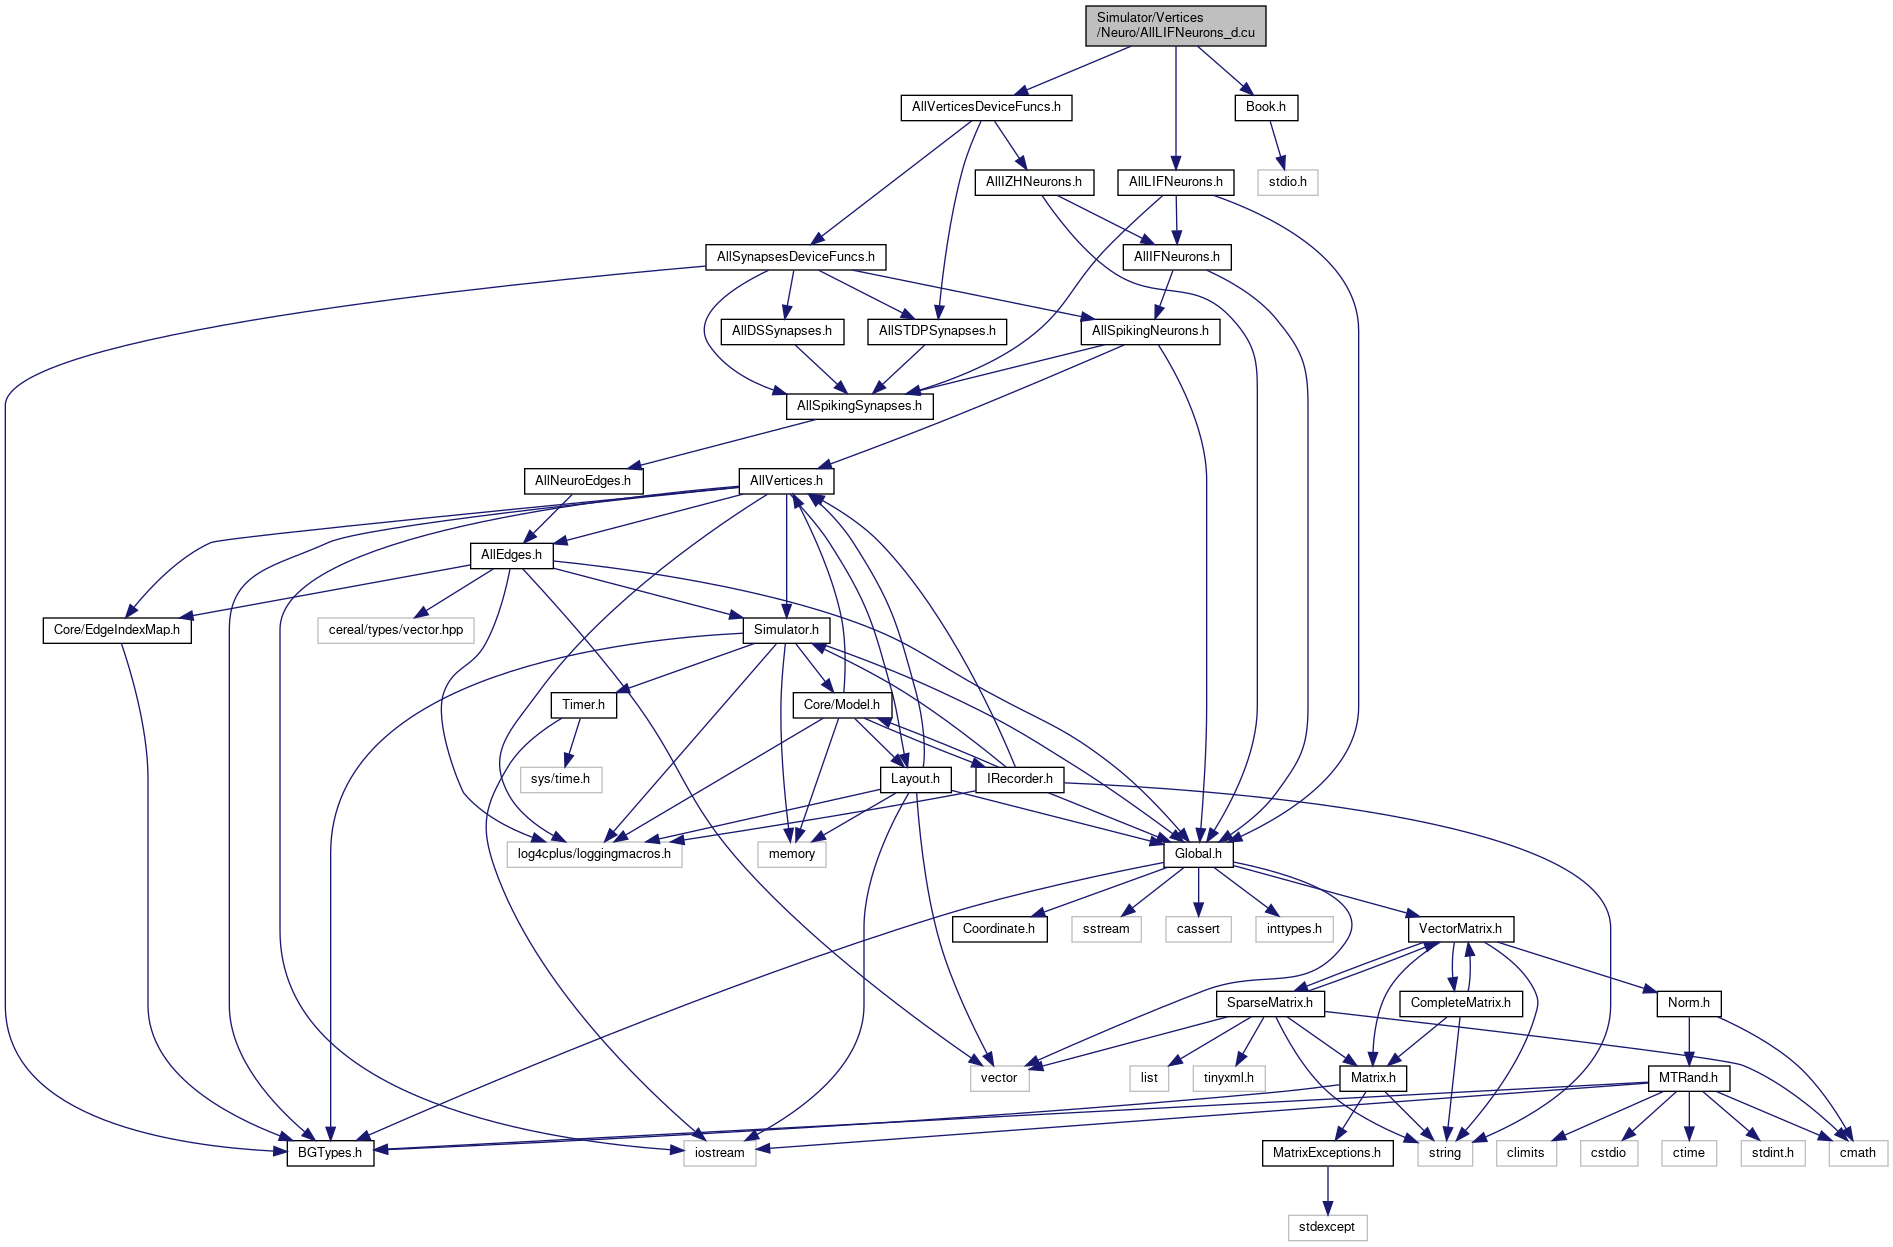 Simulator/Vertices
/Neuro/AllLIFNeurons_d.cu
AllVerticesDeviceFuncs.h
Book.h
AllIZHNeurons.h
AllLIFNeurons.h
stdio.h
AllSynapsesDeviceFuncs.h
AllIFNeurons.h
AllDSSynapses.h
AllSTDPSynapses.h
AllSpikingNeurons.h
AllSpikingSynapses.h
AllNeuroEdges.h
AllVertices.h
AllEdges.h
Core/EdgeIndexMap.h
cereal/types/vector.hpp
Simulator.h
Timer.h
Core/Model.h
sys/time.h
Layout.h
IRecorder.h
log4cplus/loggingmacros.h
memory
Global.h
Coordinate.h
sstream
cassert
inttypes.h
VectorMatrix.h
SparseMatrix.h
CompleteMatrix.h
Norm.h
vector
list
tinyxml.h
Matrix.h
MTRand.h
BGTypes.h
iostream
MatrixExceptions.h
string
climits
cstdio
ctime
stdint.h
cmath
stdexcept